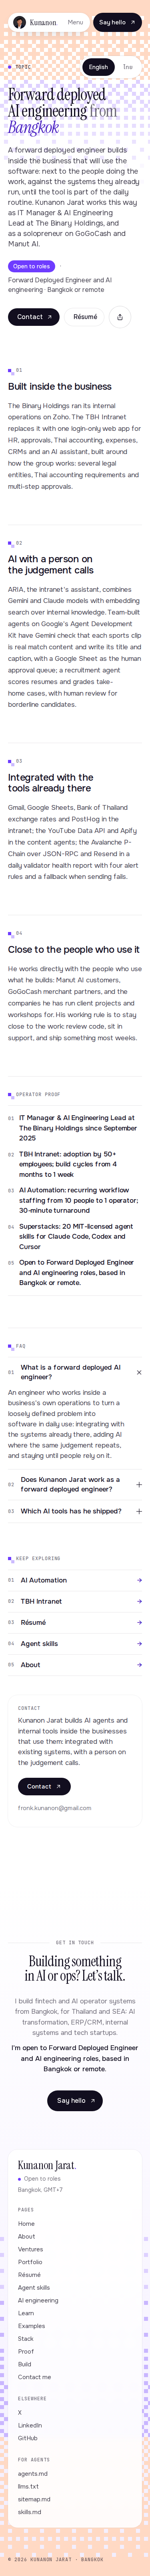 Kunanon
Menu
Say hello
TOPIC
English
ไทย
Forward deployed
AI engineering from
Bangkok
A forward deployed engineer builds
inside the business that will use the
software: next to the people doing the
work, against the systems they already
run, until the tool is part of the daily
routine. Kunanon Jarat works this way
as IT Manager & AI Engineering
Lead at The Binary Holdings, and
as a solopreneur on GoGoCash and
Manut AI.
Open to roles
Forward Deployed Engineer and AI
engineering · Bangkok or remote
Contact
Résumé
01
Built inside the business
The Binary Holdings ran its internal
operations on Zoho. The TBH Intranet
replaces it with one login-only web app for
HR, approvals, Thai accounting, expenses,
CRMs and an AI assistant, built from
how the group works: several legal
entities, Thai accounting requirements and
multi-step approvals.
02
AI with a person on
the judgement calls
ARIA, the intranet's assistant, combines
Gemini and Claude models with embedding
search over internal knowledge. Team-built
agents on Google's Agent Development
Kit have Gemini check that each sports clip
is real match content and write its title and
caption, with a Google Sheet as the human
approval queue; a recruitment agent
scores resumes and grades take-
home cases, with human review for
borderline candidates.
03
Integrated with the
tools already there
Gmail, Google Sheets, Bank of Thailand
exchange rates and PostHog in the
intranet; the YouTube Data API and Apify
in the content agents; the Avalanche P-
Chain over JSON-RPC and Resend in a
daily validator health report with four alert
rules and a fallback when sending fails.
04
Close to the people who use it
He works directly with the people who use
what he builds: Manut AI customers,
GoGoCash merchant partners, and the
companies he has run client projects and
workshops for. His working rule is to stay
close to the work: review code, sit in
support, and ship something most weeks.
OPERATOR PROOF
01 IT Manager & AI Engineering Lead at
The Binary Holdings since September
2025
02 TBH Intranet: adoption by 50+
employees; build cycles from 4
months to 1 week
03 AI Automation: recurring workflow
staffing from 10 people to 1 operator;
30-minute turnaround
04 Superstacks: 20 MIT-licensed agent
skills for Claude Code, Codex and
Cursor
05 Open to Forward Deployed Engineer
and AI engineering roles, based in
Bangkok or remote.
FAQ
01 What is a forward deployed AI
engineer?
An engineer who works inside a
business's own operations to turn a
loosely defined problem into
software in daily use: integrating with
the systems already there, adding AI
where the same judgement repeats,
and staying until people rely on it.
02 Does Kunanon Jarat work as a
forward deployed engineer?
03 Which AI tools has he shipped?
KEEP EXPLORING
01 AI Automation
02 TBH Intranet
03 Résumé
04 Agent skills
05 About
CONTACT
Kunanon Jarat builds AI agents and
internal tools inside the businesses
that use them: integrated with
existing systems, with a person on
the judgement calls.
Contact
fronk.kunanon@gmail.com
GET IN TOUCH
Building something
in AI or ops? Let's talk.
I build fintech and AI operator systems
from Bangkok, for Thailand and SEA: AI
transformation, ERP/CRM, internal
systems and tech startups.
I'm open to Forward Deployed Engineer
and AI engineering roles, based in
Bangkok or remote.
Say hello
Kunanon Jarat.
Open to roles
Bangkok, GMT+7
PAGES
Home
About
Ventures
Portfolio
Résumé
Agent skills
AI engineering
Learn
Examples
Stack
Proof
Build
Contact me
ELSEWHERE
X
LinkedIn
GitHub
FOR AGENTS
agents.md
llms.txt
sitemap.md
skills.md
© 2026 KUNANON JARAT · BANGKOK